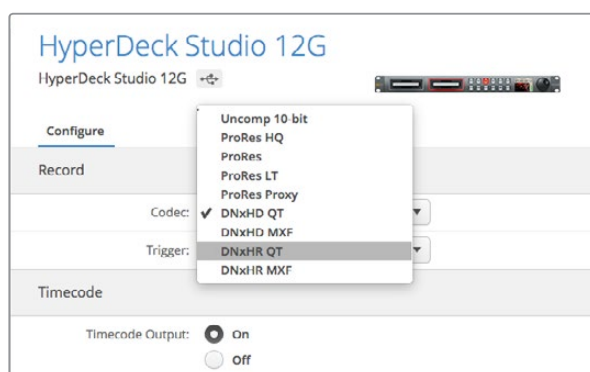 HyperDeck Studio 12G
HyperDeck Studio 12G
Configure
Record
Codec:
Uncomp 10-bit
ProRes HQ
ProRes
ProRes LT
ProRes Proxy
✓ DNxHD QT
DNxHD MXF
DNxHR QT
DNxHR MXF
Trigger:
Timecode
Timecode Output:
On
Off